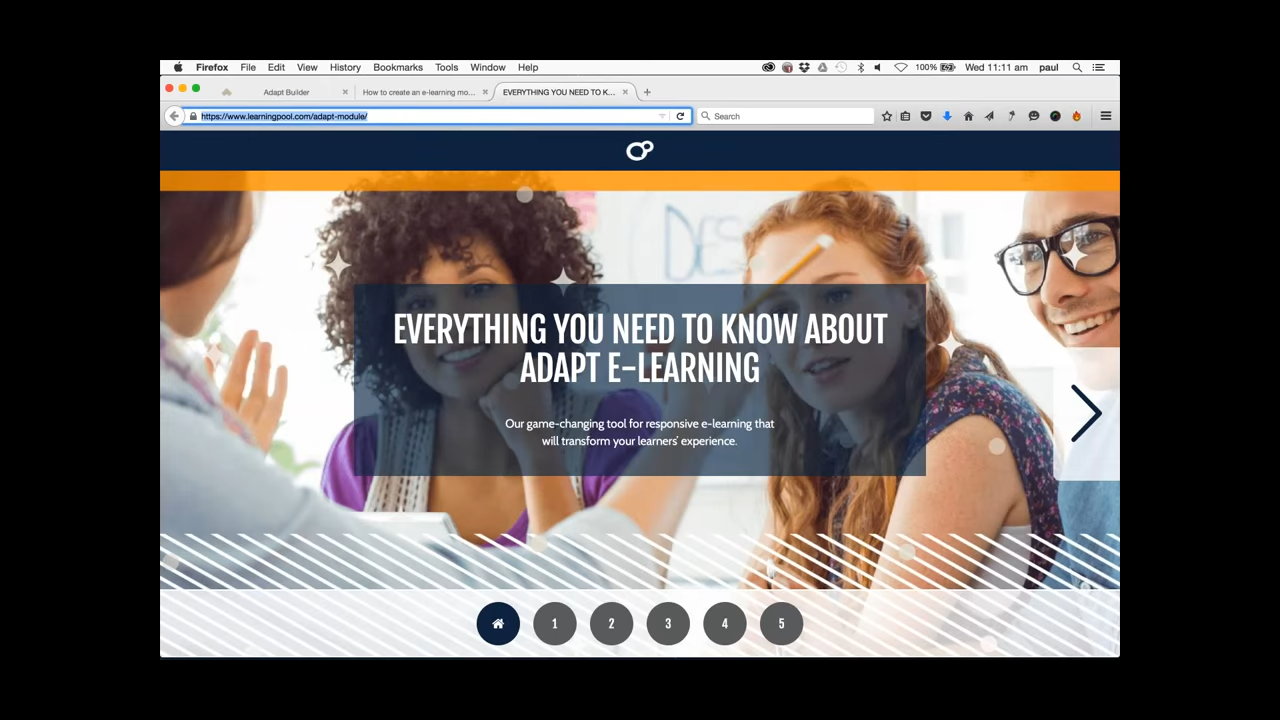 Firefox File Edit View History Bookmarks Tools Window Help 100% Wed 11:11 am paul
Adapt Builder How to create an e-learning mo... EVERYTHING YOU NEED TO K...
https://www.learningpool.com/adapt-module/ Search
DES
EVERYTHING YOU NEED TO KNOW ABOUT
ADAPT E-LEARNING
Our game-changing tool for responsive e-learning that
will transform your learners' experience.
1 2 3 4 5